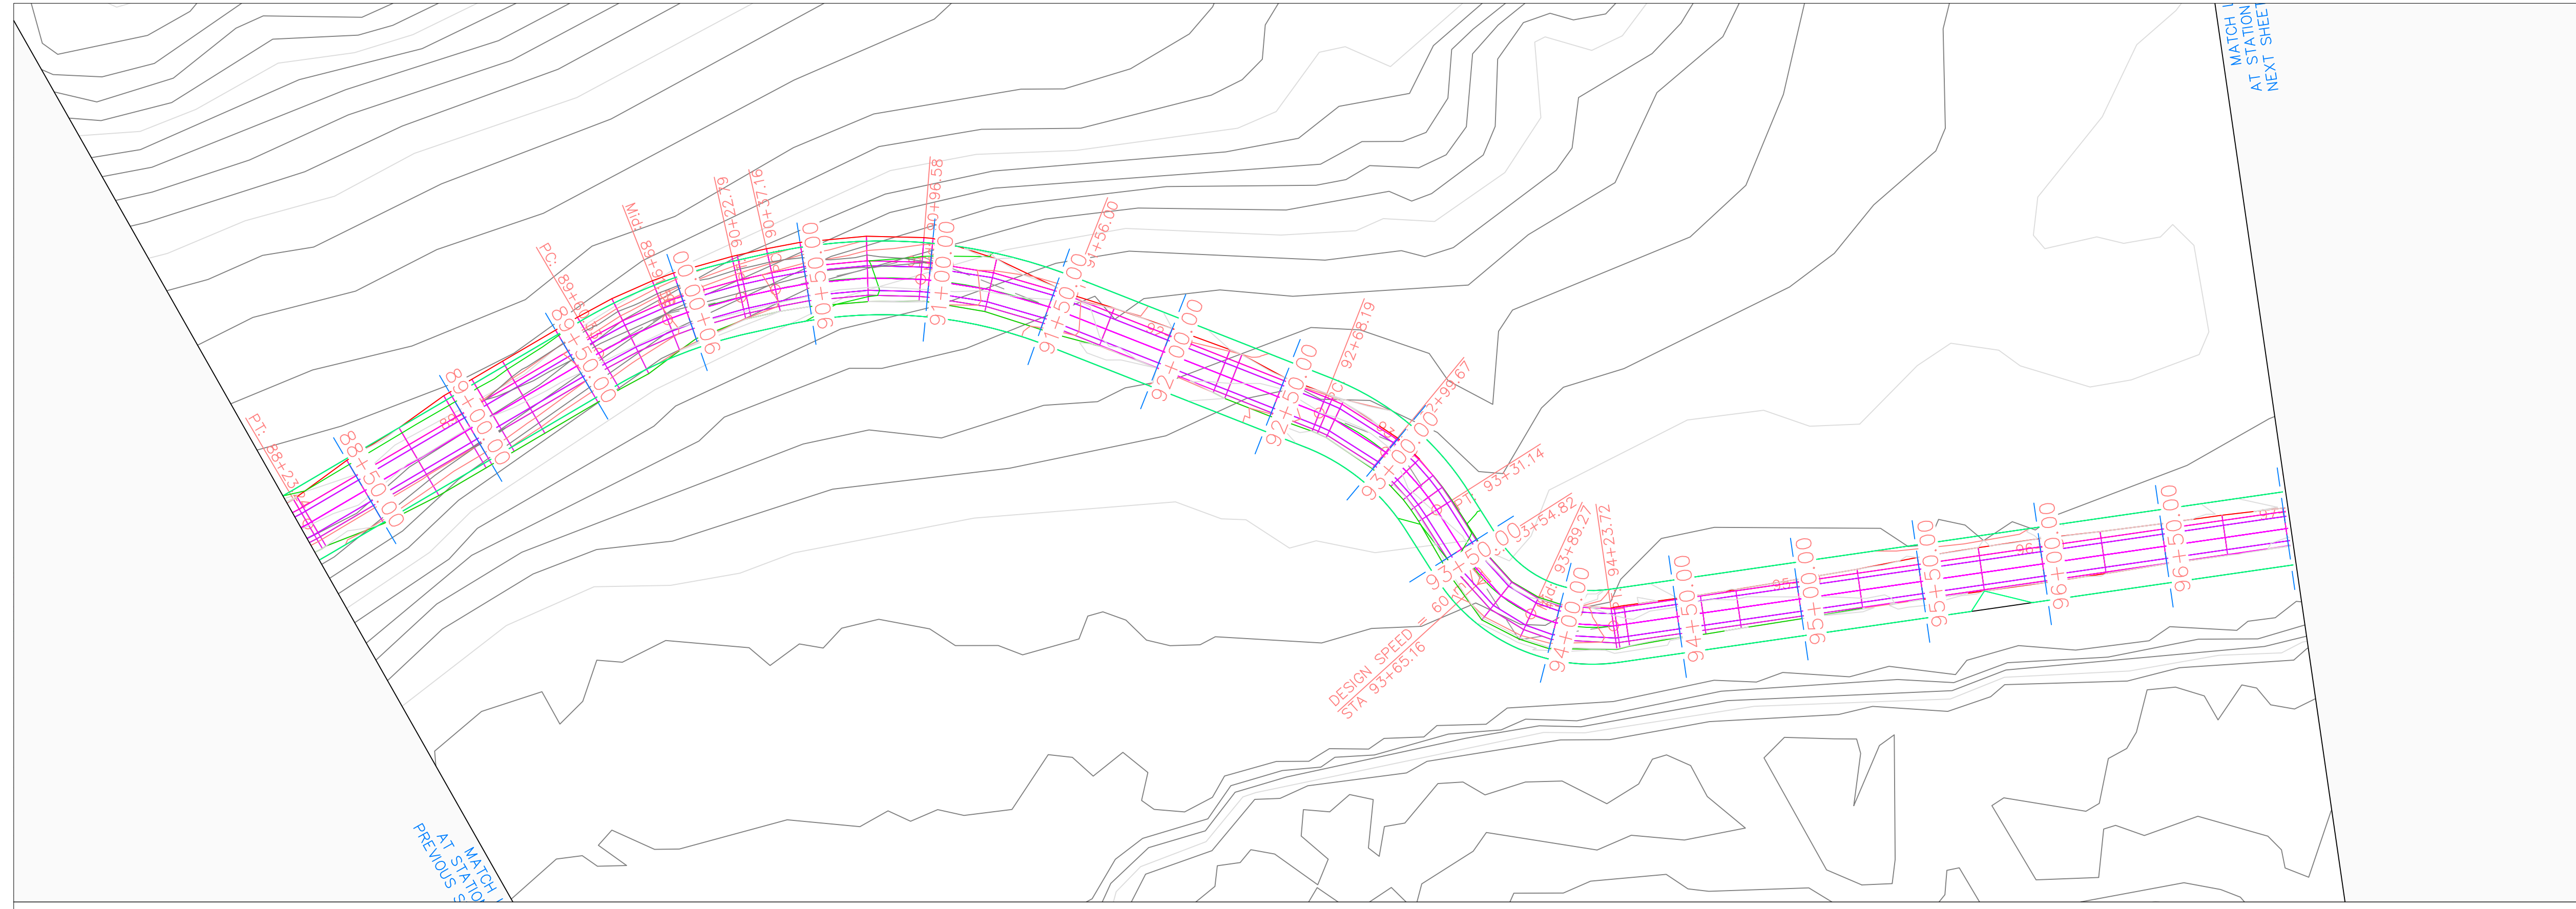 MATCH
AT STATION
NEXT SHEET
PT: 88+23
88+50.00
89+00.00
PC: 89+6
89+50.00
Mid: 89+9
90+00.00
90+22.79
90+37.16
90+50.00
90+96.58
91+00.00
91+56.00
91+50.00
92+00.00
92+50.00
92+68.19
92+99.67
93+00.00
PT: 93+31.14
93+50.00
93+54.82
DESIGN SPEED = 60
STA 93+65.16
Mid: 93+89.27
94+00.00
94+23.72
94+50.00
95+00.00
95+50.00
96+00.00
96+50.00
95
96
97
MATCH
AT STATION
PREVIOUS S